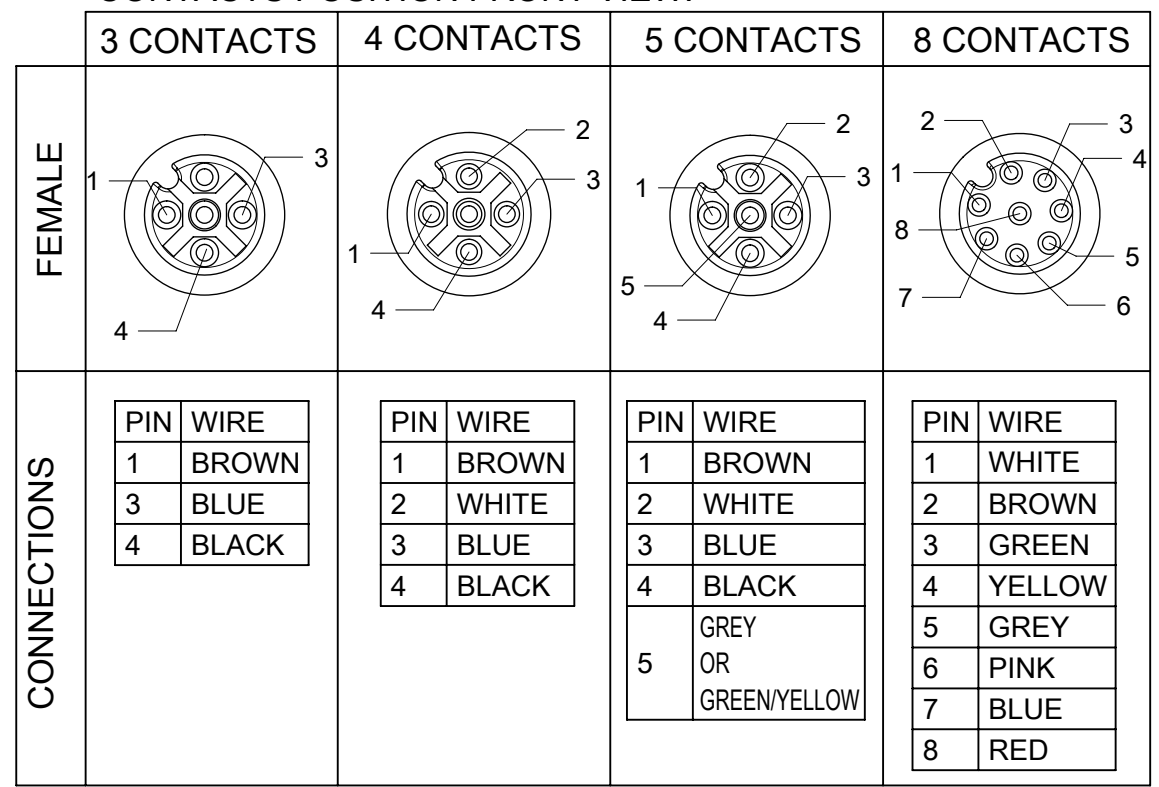 3 CONTACTS 4 CONTACTS 5 CONTACTS 8 CONTACTS
FEMALE
1 3 4
2 3 1 4
2 1 3 5 4
2 3 1 4 8 5 7 6
CONNECTIONS
PIN WIRE
1 BROWN
3 BLUE
4 BLACK
PIN WIRE
1 BROWN
2 WHITE
3 BLUE
4 BLACK
PIN WIRE
1 BROWN
2 WHITE
3 BLUE
4 BLACK
5 GREY
OR
GREEN/YELLOW
PIN WIRE
1 WHITE
2 BROWN
3 GREEN
4 YELLOW
5 GREY
6 PINK
7 BLUE
8 RED